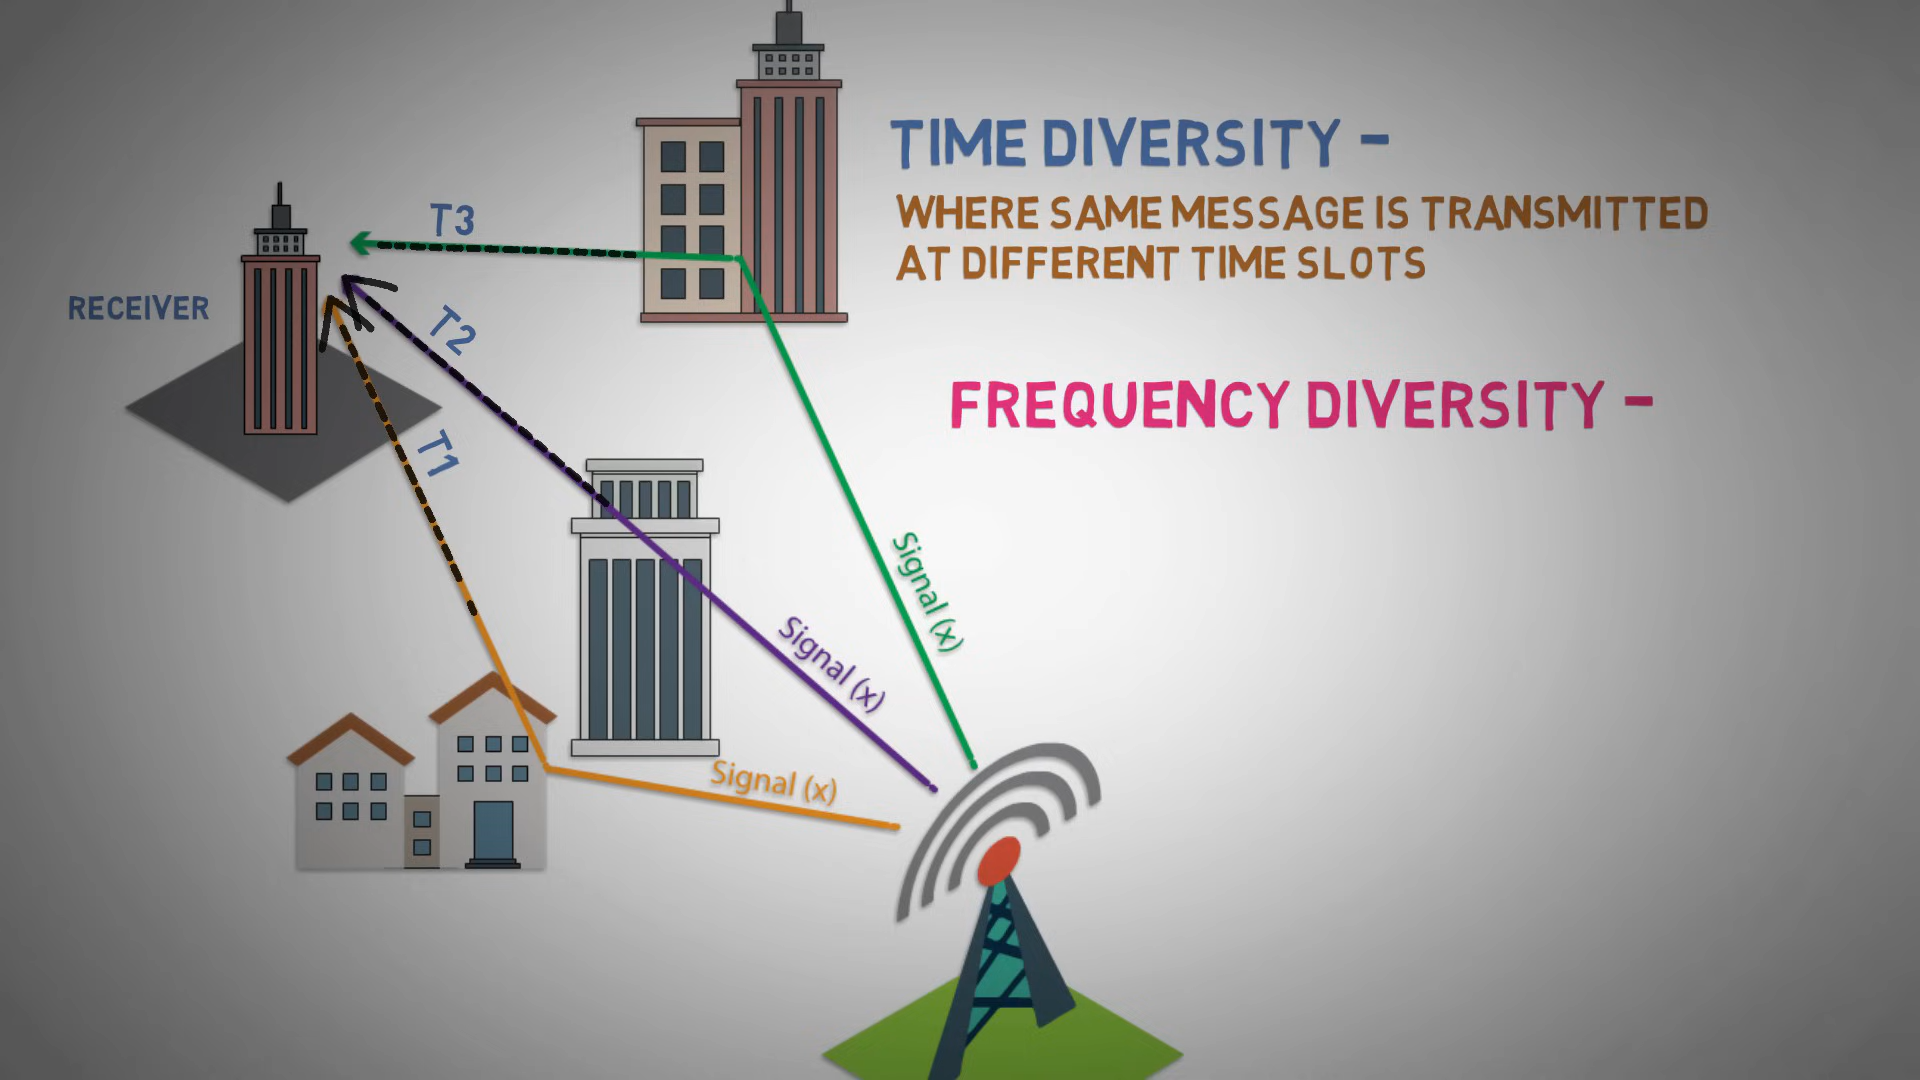 TIME DIVERSITY -
WHERE SAME MESSAGE IS TRANSMITTED
AT DIFFERENT TIME SLOTS
T3
RECEIVER
T2
FREQUENCY DIVERSITY -
T1
Signal (x)
Signal (x)
Signal (x)